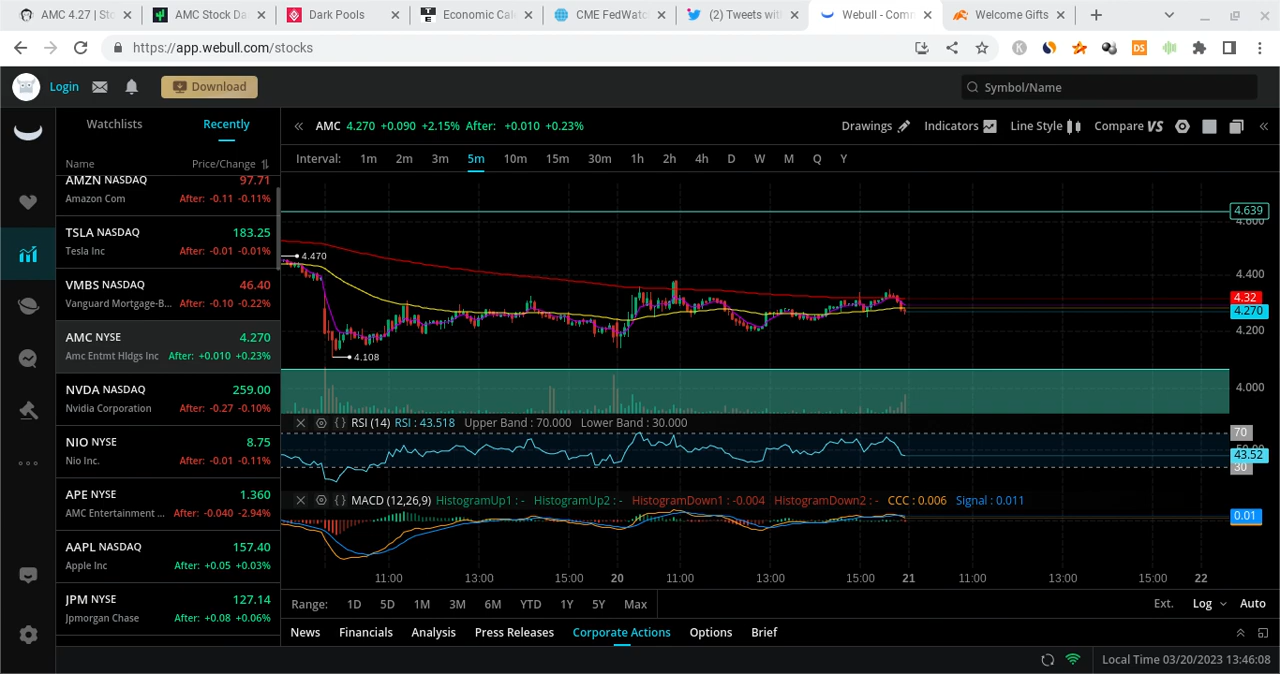 AMC 4.27 | Sto
AMC Stock Da
Dark Pools
Economic Cal
CME FedWatc
(2) Tweets wit
Webull - Comm
Welcome Gifts
https://app.webull.com/stocks
Login
Download
Symbol/Name
Watchlists
Recently
AMC 4.270 +0.090 +2.15% After: +0.010 +0.23%
Drawings
Indicators
Line Style
Compare VS
Interval: 1m 2m 3m 5m 10m 15m 30m 1h 2h 4h D W M Q Y
Name
Price/Change
AMZN NASDAQ 97.71
Amazon Com After: -0.11 -0.11%
TSLA NASDAQ 183.25
Tesla Inc After: -0.01 -0.01%
VMBS NASDAQ 46.40
Vanguard Mortgage-B... After: -0.10 -0.22%
AMC NYSE 4.270
Amc Entmt Hldgs Inc After: +0.010 +0.23%
NVDA NASDAQ 259.00
Nvidia Corporation After: -0.27 -0.10%
NIO NYSE 8.75
Nio Inc. After: -0.01 -0.11%
APE NYSE 1.360
AMC Entertainment ... After: -0.040 -2.94%
AAPL NASDAQ 157.40
Apple Inc After: +0.05 +0.03%
JPM NYSE 127.14
Jpmorgan Chase After: +0.08 +0.06%
4.639
4.600
4.470
4.400
4.32
4.270
4.200
4.108
4.000
RSI (14) RSI : 43.518 Upper Band : 70.000 Lower Band : 30.000
70
43.52
30
MACD (12,26,9) HistogramUp1 : - HistogramUp2 : - HistogramDown1 : -0.004 HistogramDown2 : - CCC : 0.006 Signal : 0.011
0.01
11:00 13:00 15:00 20 11:00 13:00 15:00 21 11:00 13:00 15:00 22
Range: 1D 5D 1M 3M 6M YTD 1Y 5Y Max
Ext. Log Auto
News Financials Analysis Press Releases Corporate Actions Options Brief
Local Time 03/20/2023 13:46:08